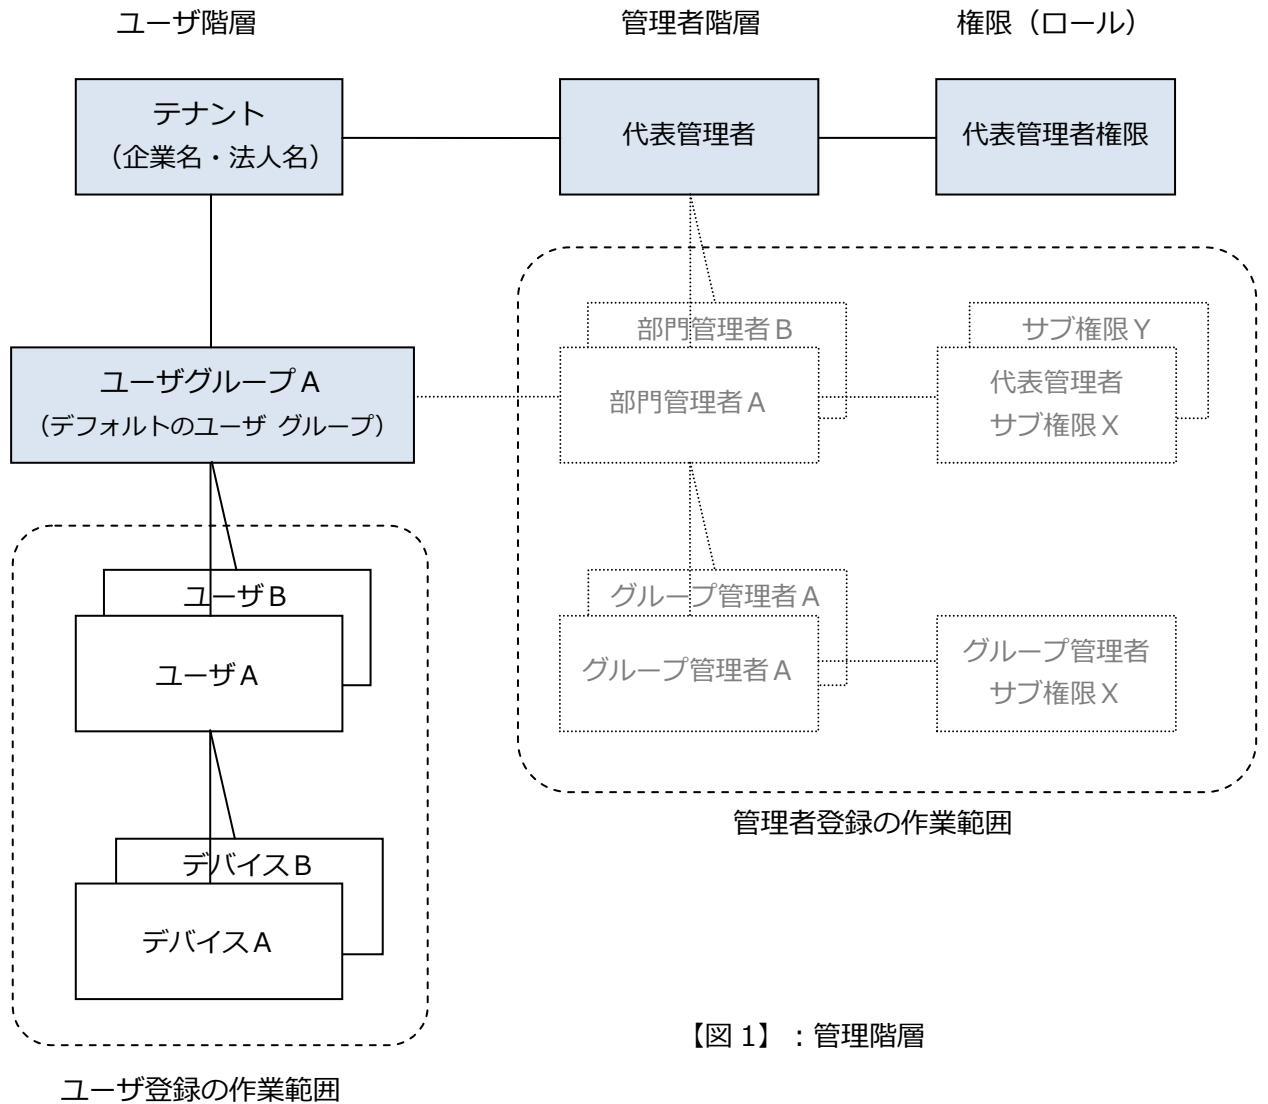 ユーザ階層
管理者階層
権限（ロール）
テナント
（企業名・法人名）
代表管理者
代表管理者権限
部門管理者B
サブ権限Y
ユーザグループA
（デフォルトのユーザ グループ）
部門管理者A
代表管理者
サブ権限X
ユーザB
ユーザA
グループ管理者A
グループ管理者A
グループ管理者
サブ権限X
管理者登録の作業範囲
デバイスB
デバイスA
【図 1】：管理階層
ユーザ登録の作業範囲